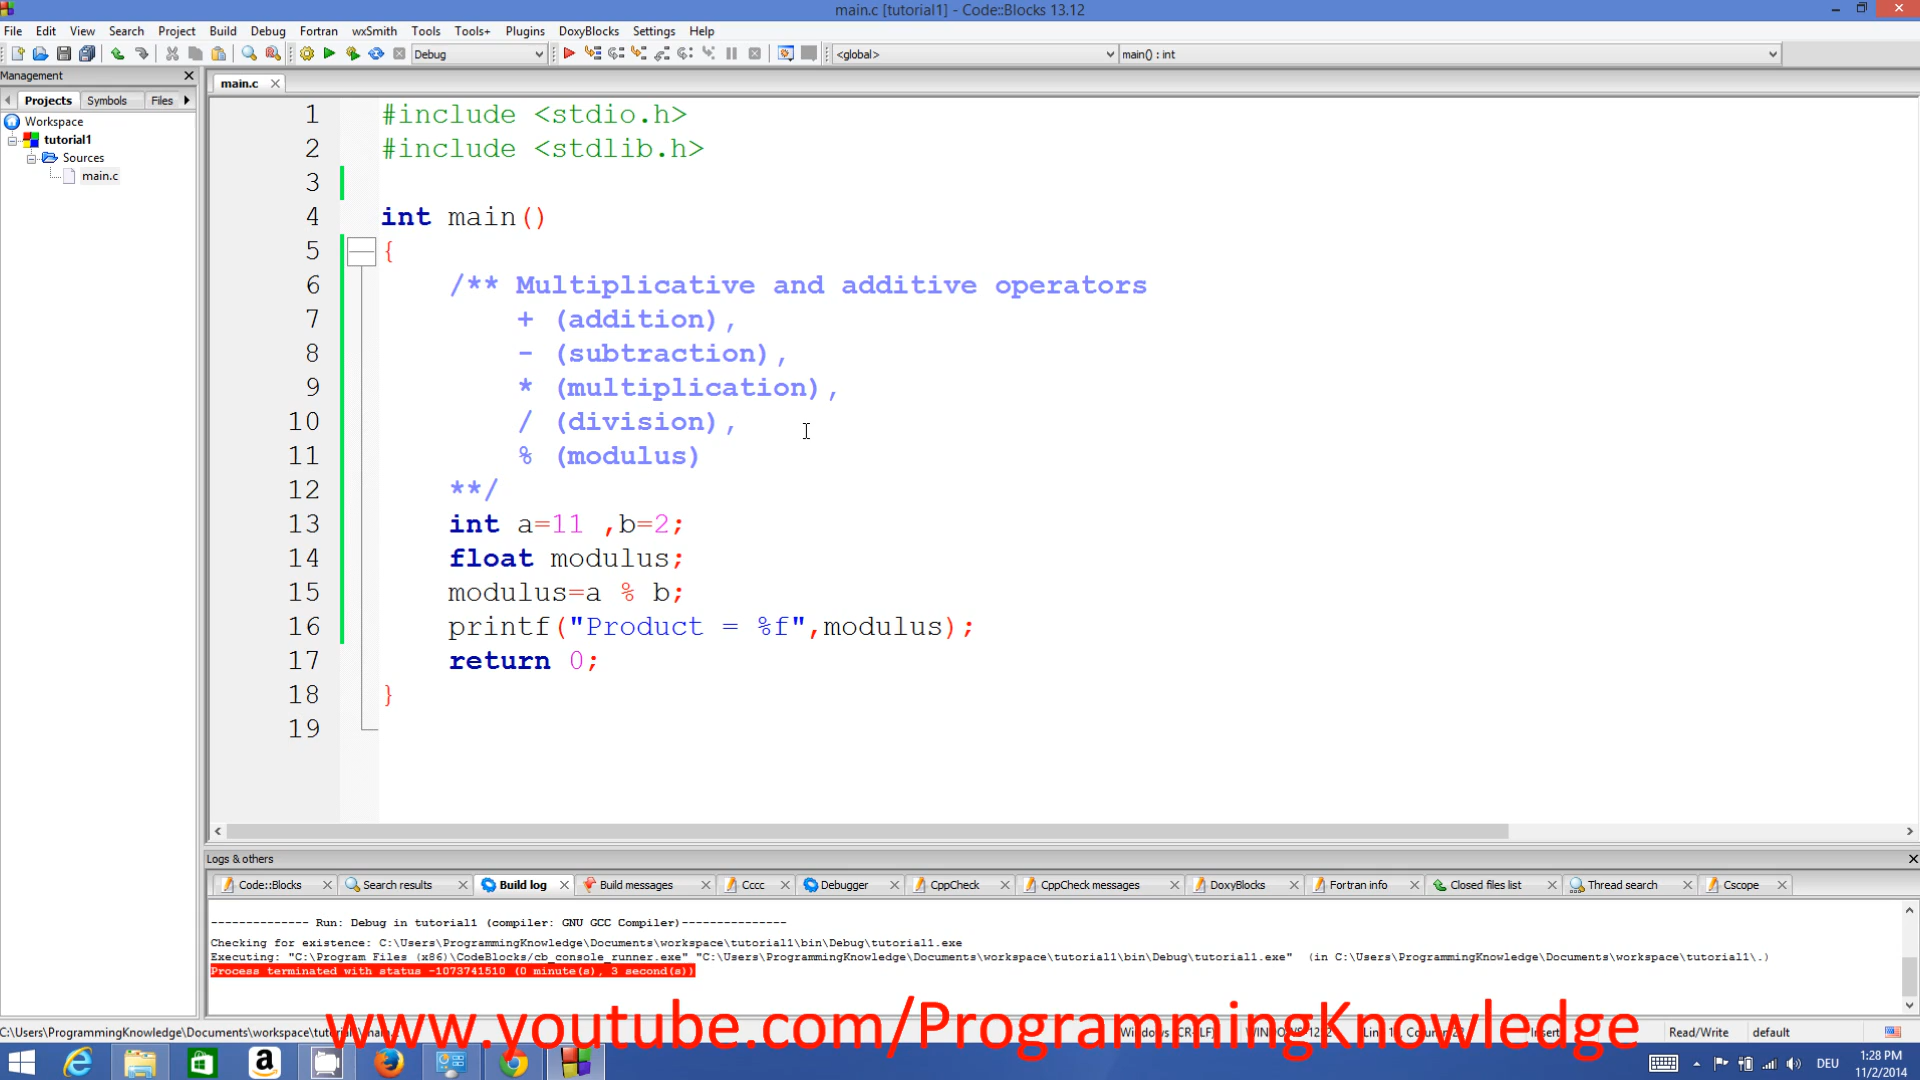 main.c [tutorial1] - Code::Blocks 13.12
File Edit View Search Project Build Debug Fortran wxSmith Tools Tools+ Plugins DoxyBlocks Settings Help
Debug <global> main() : int
Management
main.c
Projects Symbols Files
Workspace
tutorial1
Sources
main.c
1 #include <stdio.h>
2 #include <stdlib.h>
3
4 int main()
5 {
6 /** Multiplicative and additive operators
7 + (addition),
8 - (subtraction),
9 * (multiplication),
10 / (division),
11 % (modulus)
12 **/
13 int a=11 ,b=2;
14 float modulus;
15 modulus=a % b;
16 printf("Product = %f",modulus);
17 return 0;
18 }
19
Logs & others
Code::Blocks Search results Build log Build messages Cccc Debugger CppCheck CppCheck messages DoxyBlocks Fortran info Closed files list Thread search Cscope
-------------- Run: Debug in tutorial1 (compiler: GNU GCC Compiler)---------------
Checking for existence: C:\Users\ProgrammingKnowledge\Documents\workspace\tutorial1\bin\Debug\tutorial1.exe
Executing: "C:\Program Files (x86)\CodeBlocks/cb_console_runner.exe" "C:\Users\ProgrammingKnowledge\Documents\workspace\tutorial1\bin\Debug\tutorial1.exe" (in C:\Users\ProgrammingKnowledge\Documents\workspace\tutorial1\.)
Process terminated with status -1073741510 (0 minute(s), 3 second(s))
www.youtube.com/ProgrammingKnowledge
Insert Read/Write default
DEU
1:28 PM
11/2/2014